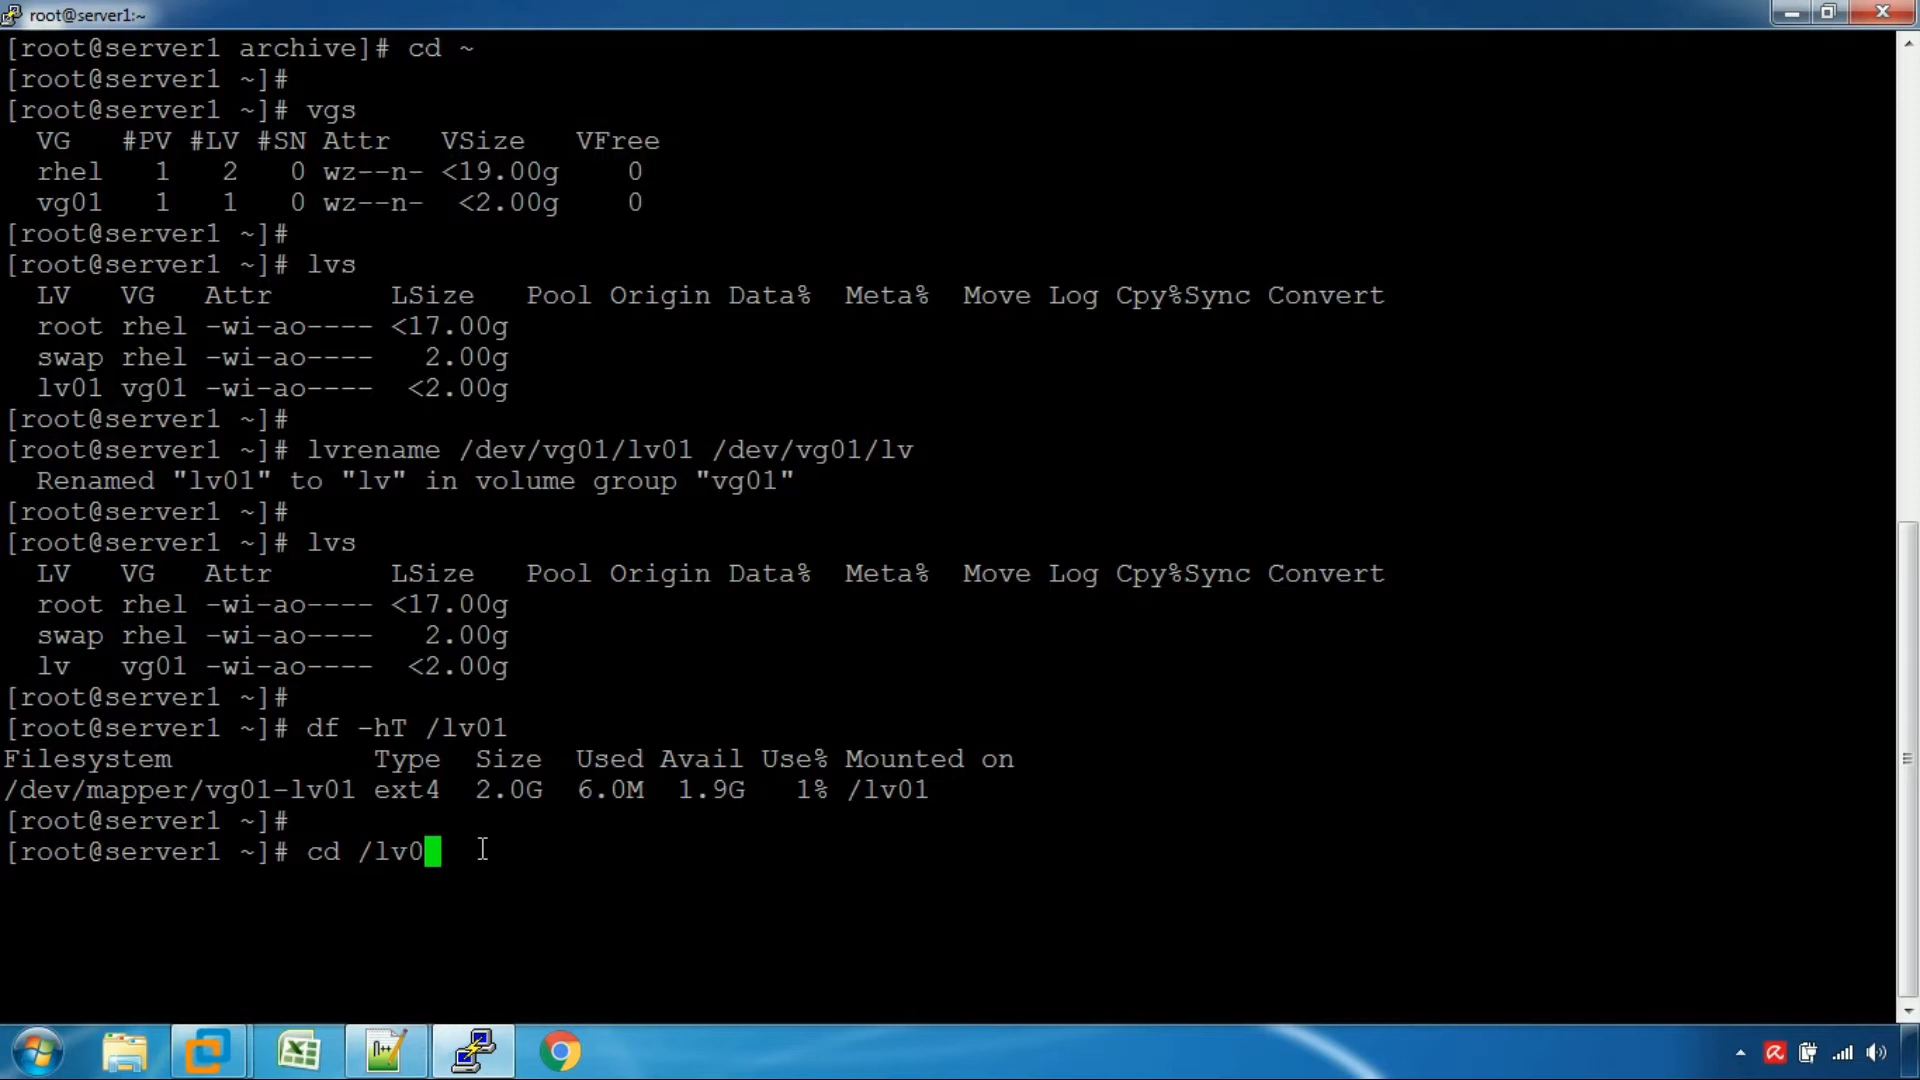 root@server1:~
[root@server1 archive]# cd ~
[root@server1 ~]#
[root@server1 ~]# vgs
  VG   #PV #LV #SN Attr   VSize   VFree
  rhel   1   2   0 wz--n- <19.00g    0
  vg01   1   1   0 wz--n-  <2.00g    0
[root@server1 ~]#
[root@server1 ~]# lvs
  LV   VG   Attr       LSize   Pool Origin Data%  Meta%  Move Log Cpy%Sync Convert
  root rhel -wi-ao---- <17.00g
  swap rhel -wi-ao----   2.00g
  lv01 vg01 -wi-ao----  <2.00g
[root@server1 ~]#
[root@server1 ~]# lvrename /dev/vg01/lv01 /dev/vg01/lv
  Renamed "lv01" to "lv" in volume group "vg01"
[root@server1 ~]#
[root@server1 ~]# lvs
  LV   VG   Attr       LSize   Pool Origin Data%  Meta%  Move Log Cpy%Sync Convert
  root rhel -wi-ao---- <17.00g
  swap rhel -wi-ao----   2.00g
  lv   vg01 -wi-ao----  <2.00g
[root@server1 ~]#
[root@server1 ~]# df -hT /lv01
Filesystem            Type  Size  Used Avail Use% Mounted on
/dev/mapper/vg01-lv01 ext4  2.0G  6.0M  1.9G   1% /lv01
[root@server1 ~]#
[root@server1 ~]# cd /lv0